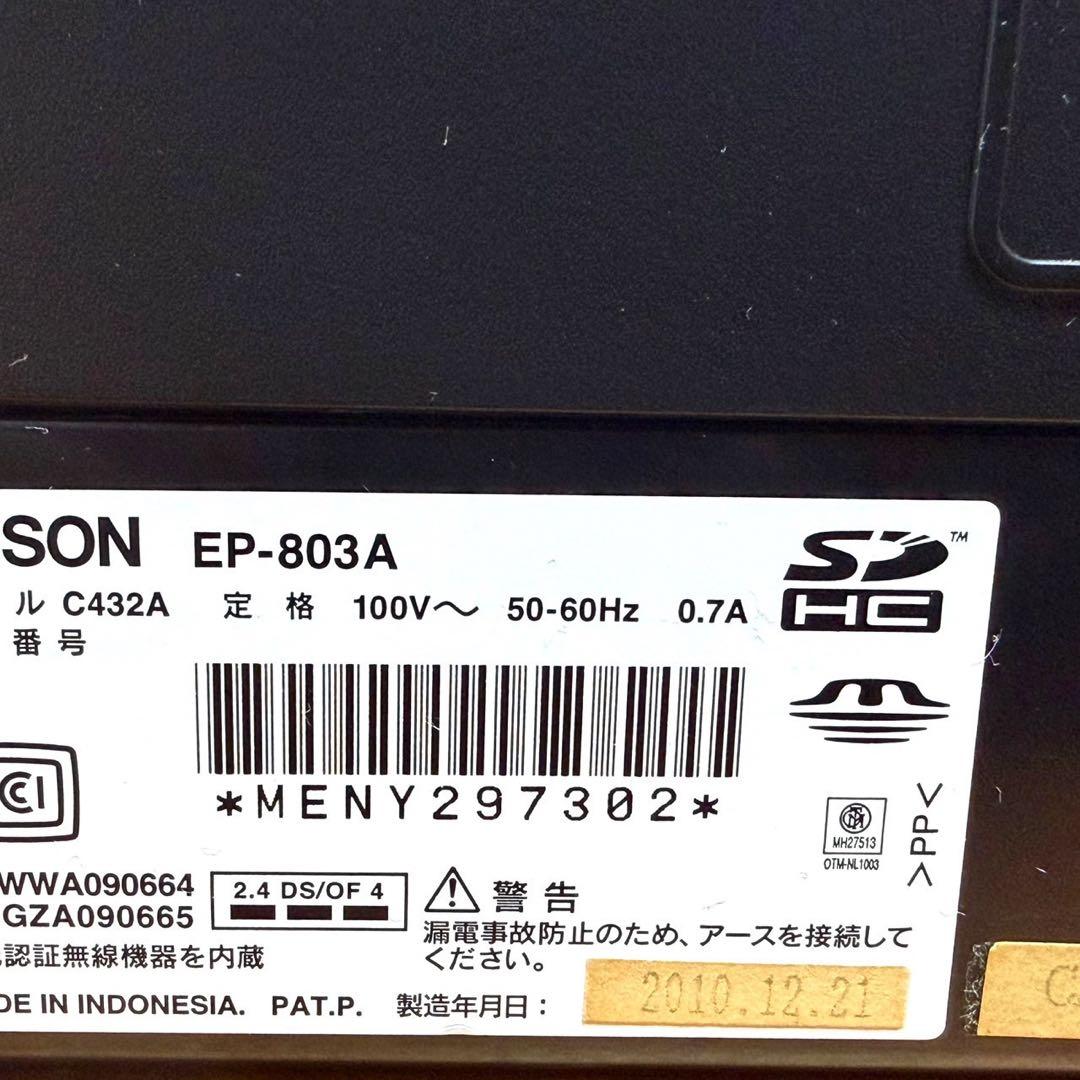 SON EP-803A
SD™
HC
ル C432A 定 格 100V〜 50-60Hz 0.7A
番 号
*MENY297302*
CCI
MH27513
OTM-NL1003
>PP<
WWA090664
GZA090665
2.4 DS/OF 4
警 告
漏電事故防止のため、アースを接続して
ください。
認証無線機器を内蔵
DE IN INDONESIA. PAT.P. 製造年月日：
2010.12.21